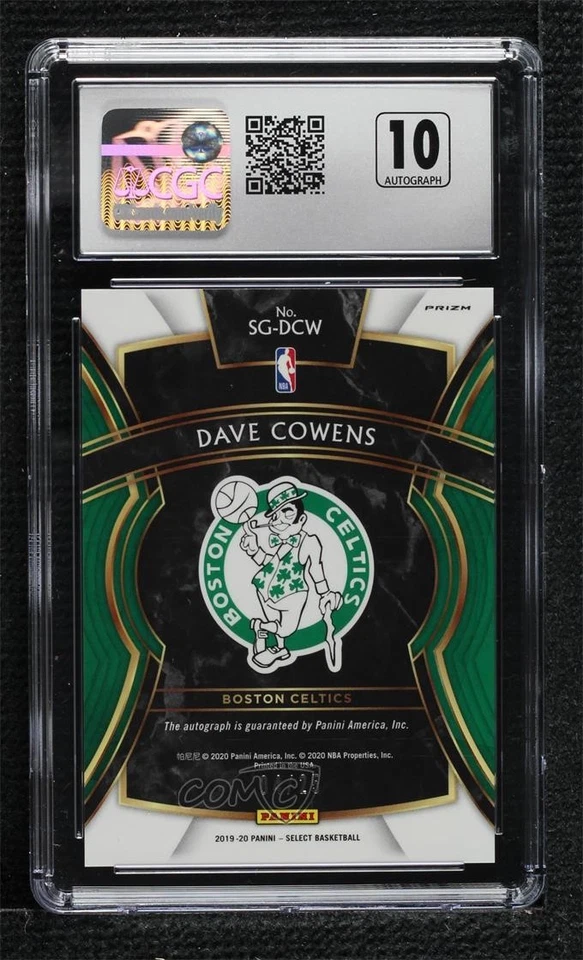 CGC
10
AUTOGRAPH
No.
SG-DCW
PRIZM
NBA
DAVE COWENS
BOSTON CELTICS
BOSTON CELTICS
The autograph is guaranteed by Panini America, Inc.
帕尼尼 © 2020 Panini America, Inc. © 2020 NBA Properties, Inc.
Printed in the USA
COMC
PANINI
2019-20 PANINI – SELECT BASKETBALL